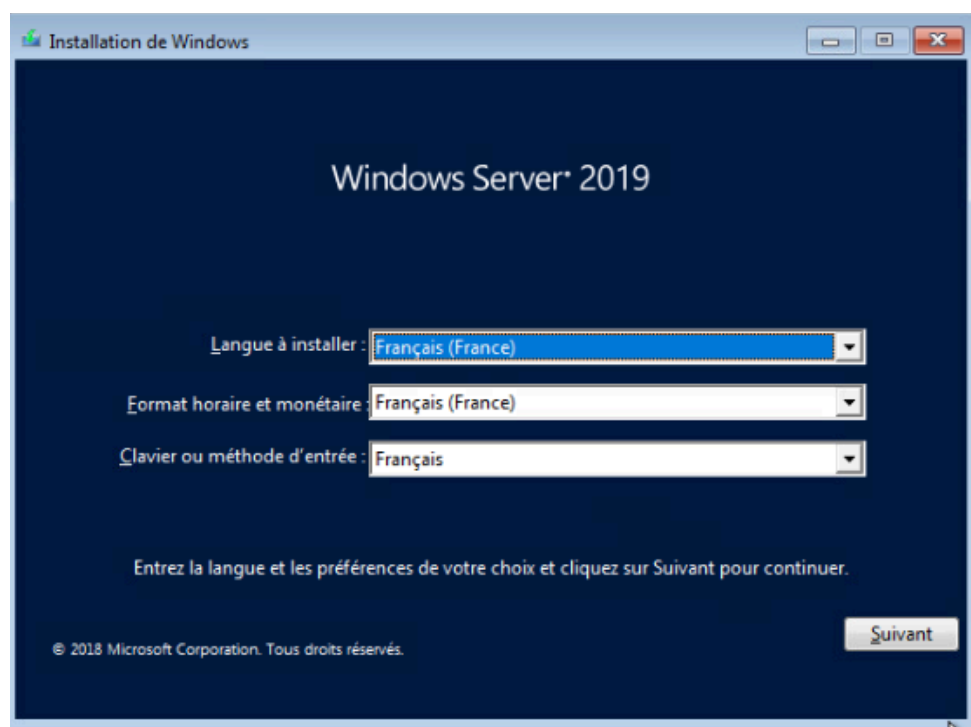 Installation de Windows
Windows Server® 2019
Langue à installer : Français (France)
Format horaire et monétaire : Français (France)
Clavier ou méthode d'entrée : Français
Entrez la langue et les préférences de votre choix et cliquez sur Suivant pour continuer.
Suivant
© 2018 Microsoft Corporation. Tous droits réservés.